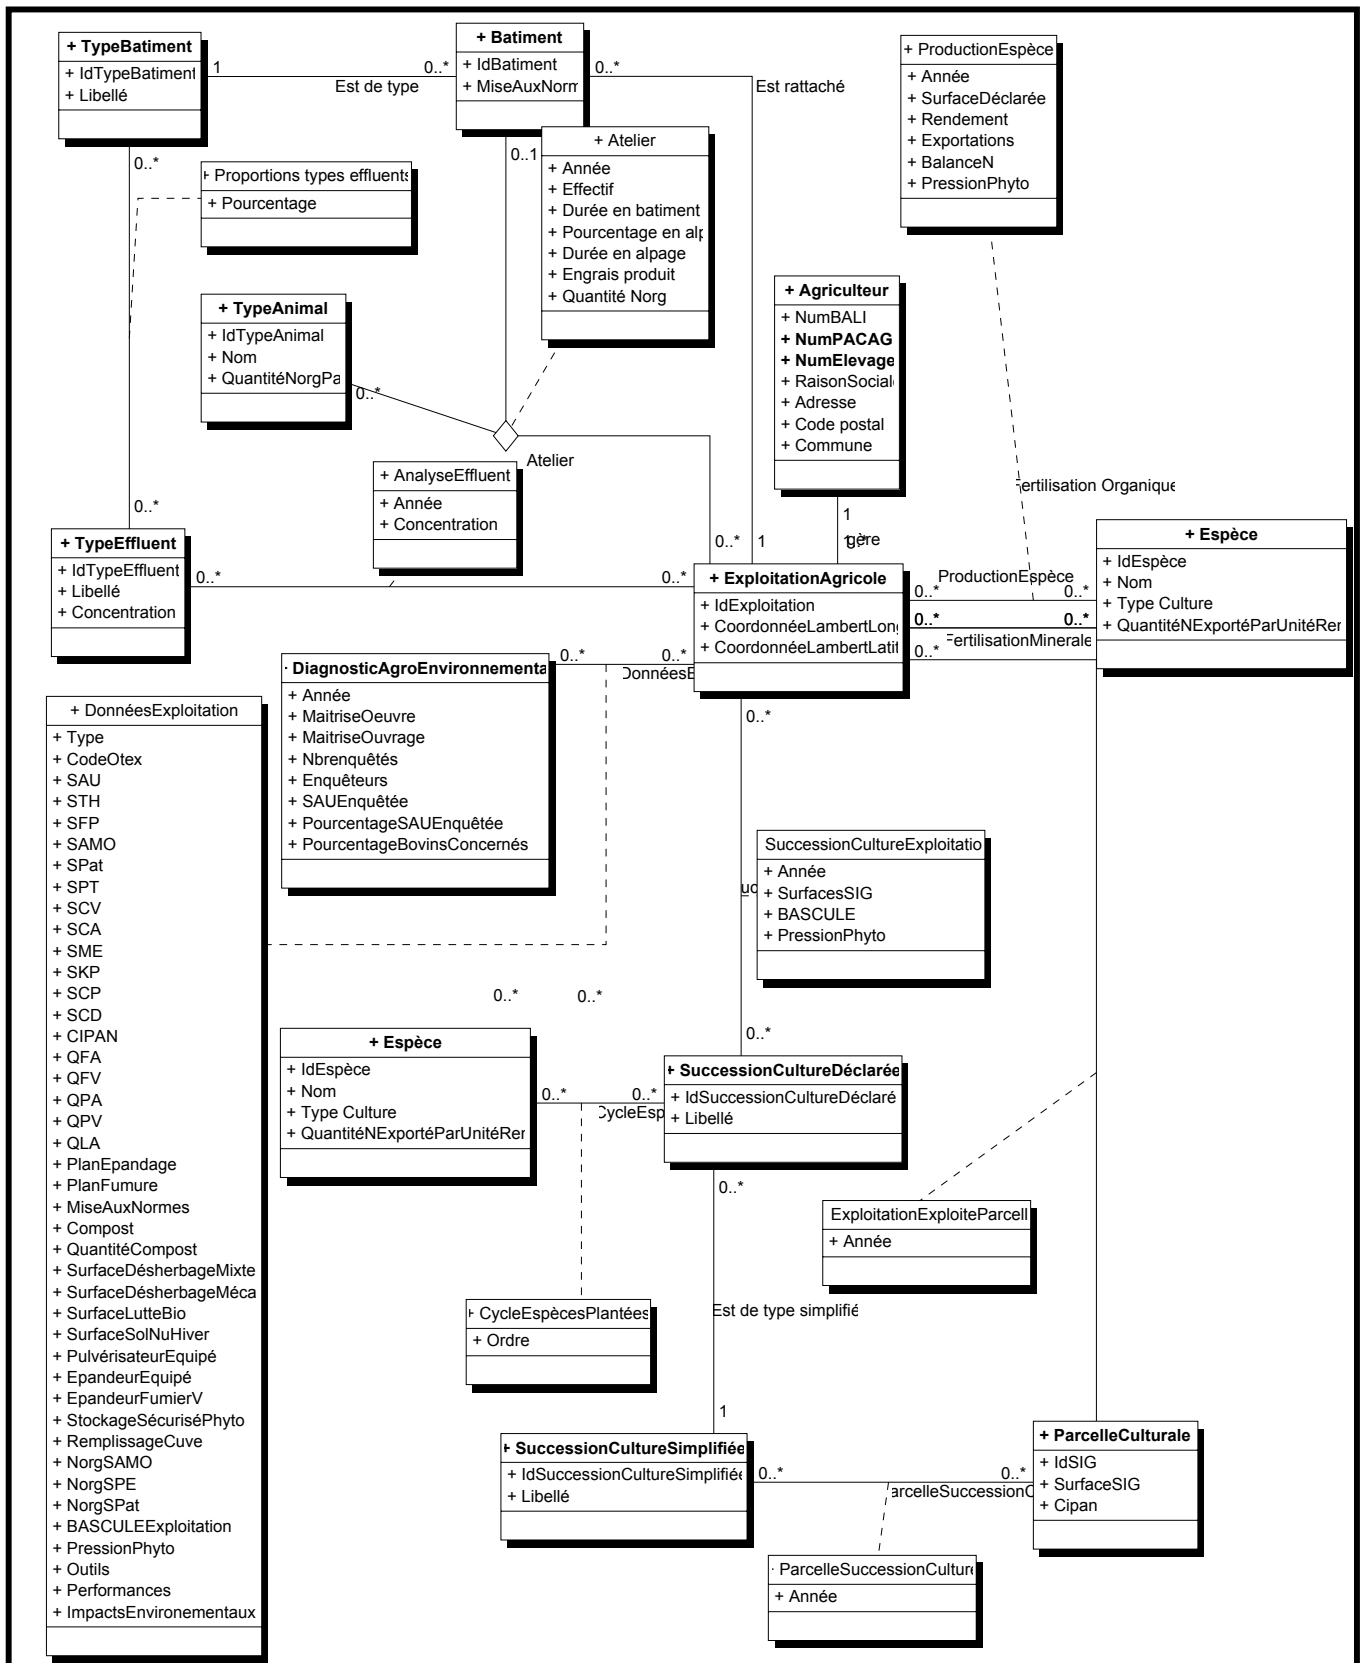 + TypeBatiment
+ IdTypeBatiment
+ Libellé
1
0..*
Est de type
+ Batiment
+ IdBatiment
+ MiseAuxNorm
0..*
Est rattaché
0..1
+ ProductionEspèce
+ Année
+ SurfaceDéclarée
+ Rendement
+ Exportations
+ BalanceN
+ PressionPhyto
+ Atelier
+ Année
+ Effectif
+ Durée en batiment
+ Pourcentage en alp
+ Durée en alpage
+ Engrais produit
+ Quantité Norg
0..*
+ Proportions types effluents
+ Pourcentage
+ TypeAnimal
+ IdTypeAnimal
+ Nom
+ QuantitéNorgPa
0..*
+ Agriculteur
+ NumBALI
+ NumPACAG
+ NumElevage
+ RaisonSociale
+ Adresse
+ Code postal
+ Commune
Atelier
+ AnalyseEffluent
+ Année
+ Concentration
Fertilisation Organique
0..*
1
gère
0..*
1
+ TypeEffluent
+ IdTypeEffluent
+ Libellé
+ Concentration
0..*
0..*
+ ExploitationAgricole
+ IdExploitation
+ CoordonnéeLambertLong
+ CoordonnéeLambertLatit
ProductionEspèce
0..*
0..*
0..*
0..*
FertilisationMinerale
0..*
+ Espèce
+ IdEspèce
+ Nom
+ Type Culture
+ QuantitéNExportéParUnitéRer
DiagnosticAgroEnvironnementa
+ Année
+ MaitriseOeuvre
+ MaitriseOuvrage
+ Nbrenquêtés
+ Enquêteurs
+ SAUEnquêtée
+ PourcentageSAUEnquêtée
+ PourcentageBovinsConcernés
0..*
0..*
DonnéesE
0..*
+ DonnéesExploitation
+ Type
+ CodeOtex
+ SAU
+ STH
+ SFP
+ SAMO
+ SPat
+ SPT
+ SCV
+ SCA
+ SME
+ SKP
+ SCP
+ SCD
+ CIPAN
+ QFA
+ QFV
+ QPA
+ QPV
+ QLA
+ PlanEpandage
+ PlanFumure
+ MiseAuxNormes
+ Compost
+ QuantitéCompost
+ SurfaceDésherbageMixte
+ SurfaceDésherbageMéca
+ SurfaceLutteBio
+ SurfaceSolNuHiver
+ PulvérisateurEquipé
+ EpandeurEquipé
+ EpandeurFumierV
+ StockageSécuriséPhyto
+ RemplissageCuve
+ NorgSAMO
+ NorgSPE
+ NorgSPat
+ BASCULEExploitation
+ PressionPhyto
+ Outils
+ Performances
+ ImpactsEnvironementaux
SuccessionCultureExploitatio
+ Année
+ SurfacesSIG
+ BASCULE
+ PressionPhyto
uc
0..*
0..*
0..*
+ Espèce
+ IdEspèce
+ Nom
+ Type Culture
+ QuantitéNExportéParUnitéRer
0..*
0..*
CycleEsp
+ SuccessionCultureDéclarée
+ IdSuccessionCultureDéclaré
+ Libellé
0..*
ExploitationExploiteParcell
+ Année
+ CycleEspècesPlantées
+ Ordre
Est de type simplifié
1
+ SuccessionCultureSimplifiée
+ IdSuccessionCultureSimplifiée
+ Libellé
0..*
0..*
arcelleSuccessionC
+ ParcelleCulturale
+ IdSIG
+ SurfaceSIG
+ Cipan
ParcelleSuccessionCulture
+ Année